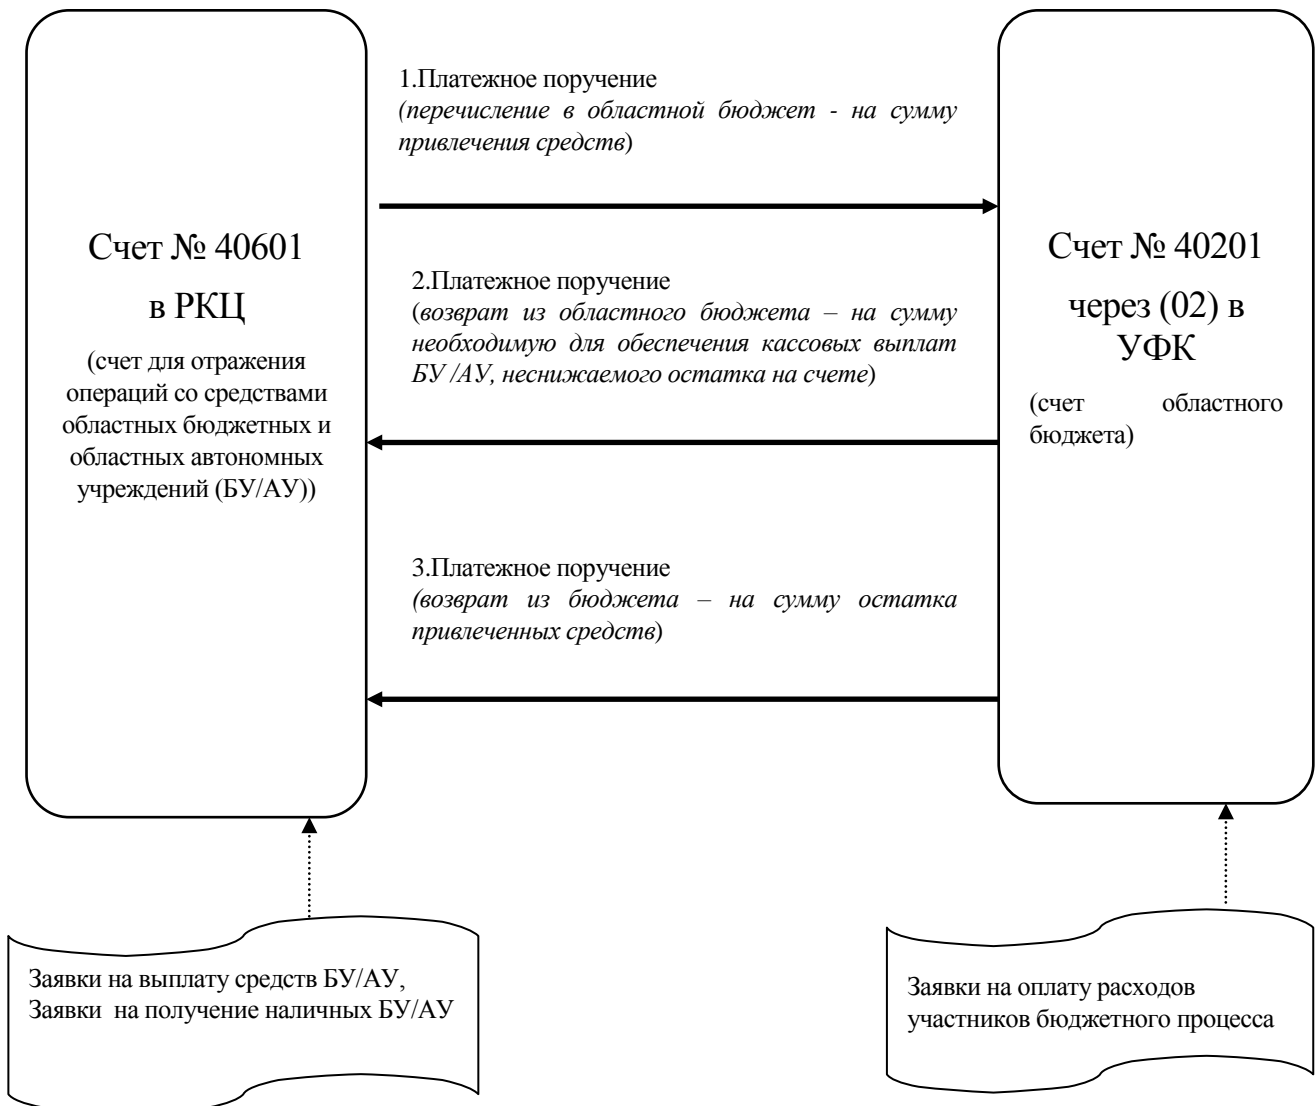 Счет № 40601
в РКЦ
(счет для отражения
операций со средствами
областных бюджетных и
областных автономных
учреждений (БУ/АУ))
1.Платежное поручение
(перечисление в областной бюджет - на сумму
привлечения средств)
2.Платежное поручение
(возврат из областного бюджета – на сумму
необходимую для обеспечения кассовых выплат
БУ /АУ, неснижаемого остатка на счете)
3.Платежное поручение
(возврат из бюджета – на сумму остатка
привлеченных средств)
Счет № 40201
через (02) в
УФК
(счет областного
бюджета)
Заявки на выплату средств БУ/АУ,
Заявки на получение наличных БУ/АУ
Заявки на оплату расходов
участников бюджетного процесса